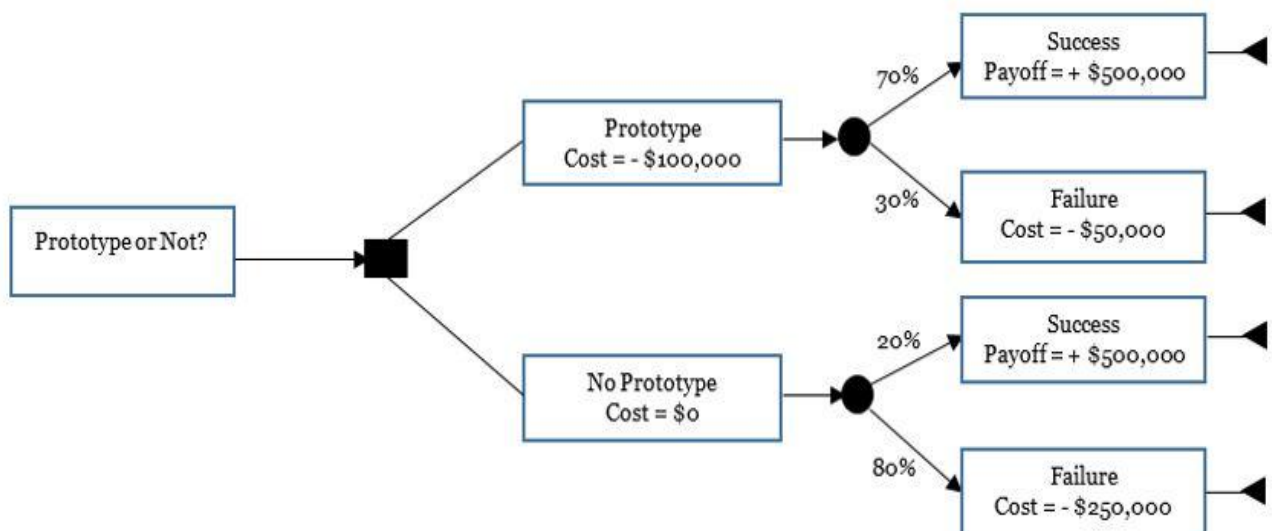 Success
Payoff = + $500,000
70%
Prototype
Cost = - $100,000
30%
Failure
Cost = - $50,000
Prototype or Not?
Success
Payoff = + $500,000
20%
No Prototype
Cost = $0
80%
Failure
Cost = - $250,000